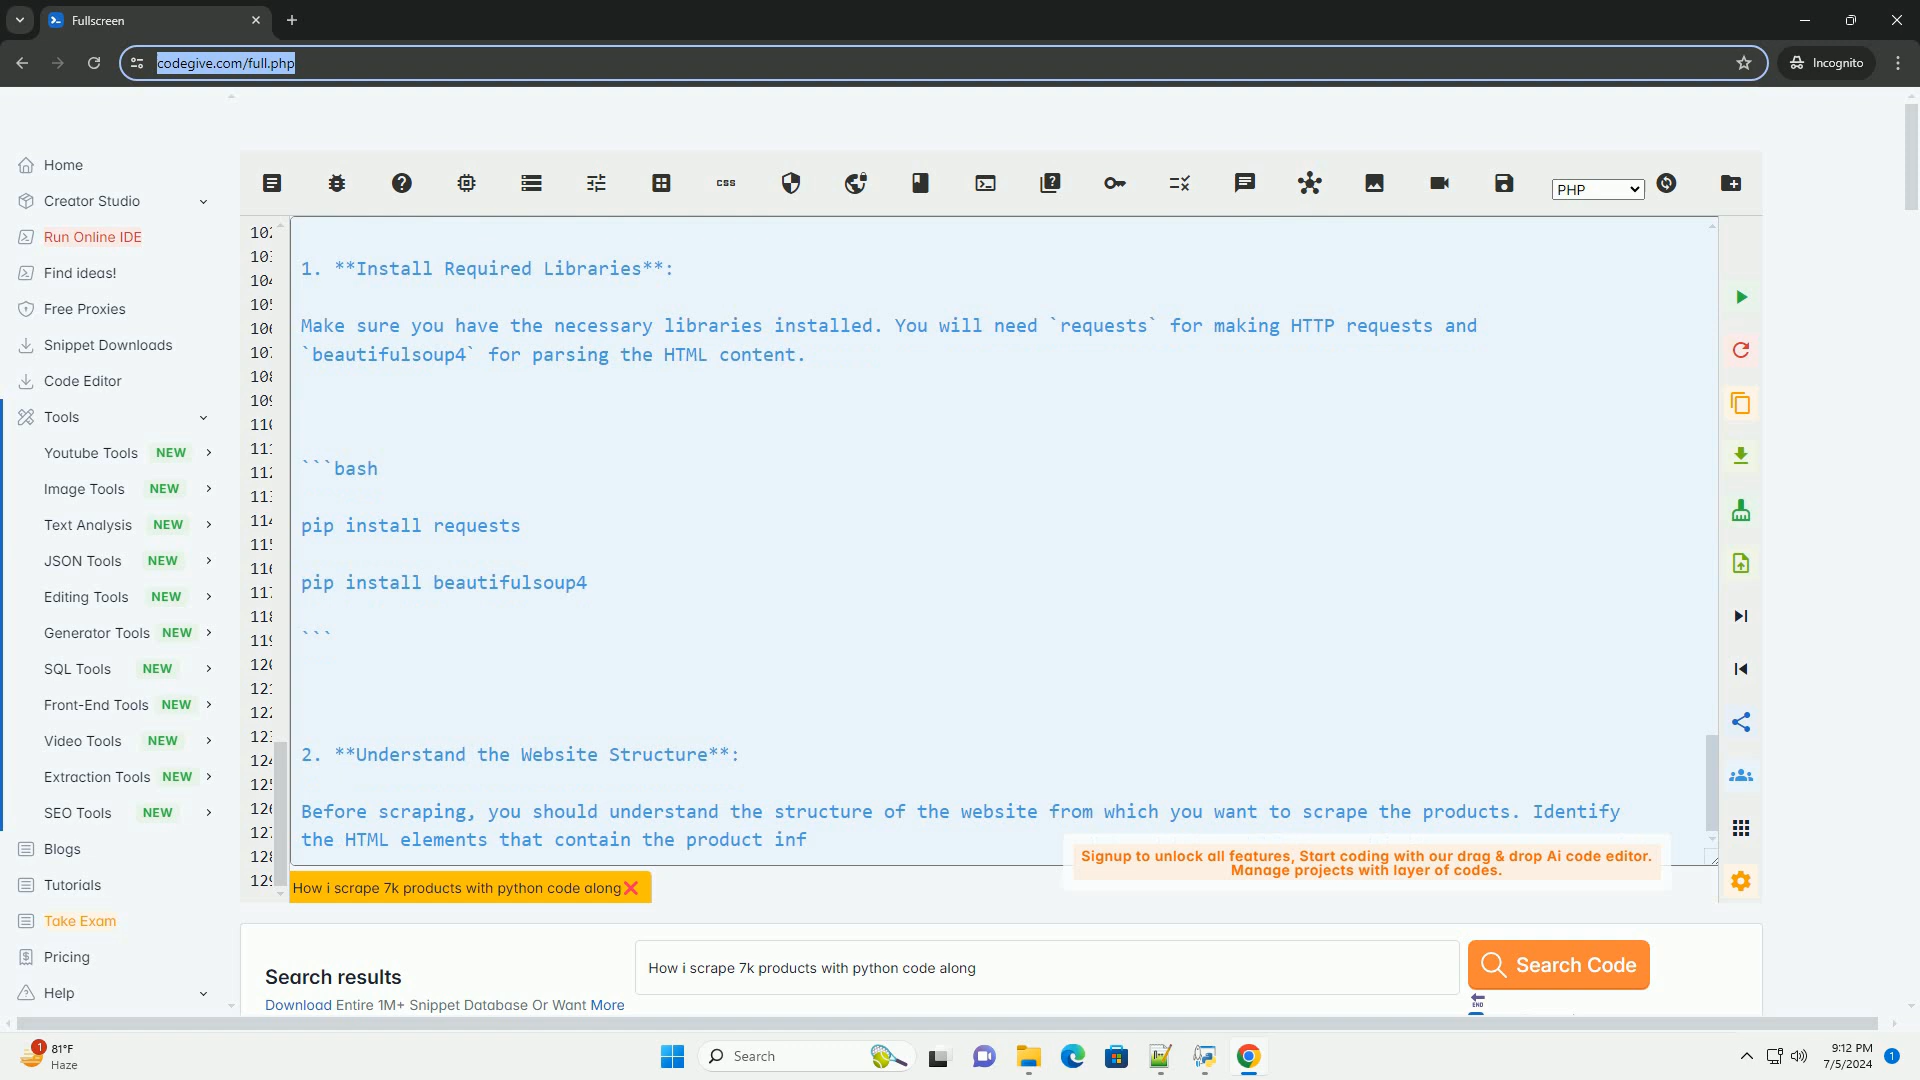 Fullscreen
codegive.com/full.php
Incognito
Home
Creator Studio
Run Online IDE
Find ideas!
Free Proxies
Snippet Downloads
Code Editor
Tools
Youtube Tools NEW
Image Tools NEW
Text Analysis NEW
JSON Tools NEW
Editing Tools NEW
Generator Tools NEW
SQL Tools NEW
Front-End Tools NEW
Video Tools NEW
Extraction Tools NEW
SEO Tools NEW
Blogs
Tutorials
Take Exam
Pricing
Help
css
PHP
1. **Install Required Libraries**:
Make sure you have the necessary libraries installed. You will need `requests` for making HTTP requests and
`beautifulsoup4` for parsing the HTML content.
```bash
pip install requests
pip install beautifulsoup4
```
2. **Understand the Website Structure**:
Before scraping, you should understand the structure of the website from which you want to scrape the products. Identify
the HTML elements that contain the product inf
Signup to unlock all features, Start coding with our drag & drop Ai code editor.
Manage projects with layer of codes.
How i scrape 7k products with python code along
Search results
Download Entire 1M+ Snippet Database Or Want More
How i scrape 7k products with python code along
Search Code
END
1
81°F
Haze
Search
9:12 PM
7/5/2024
1